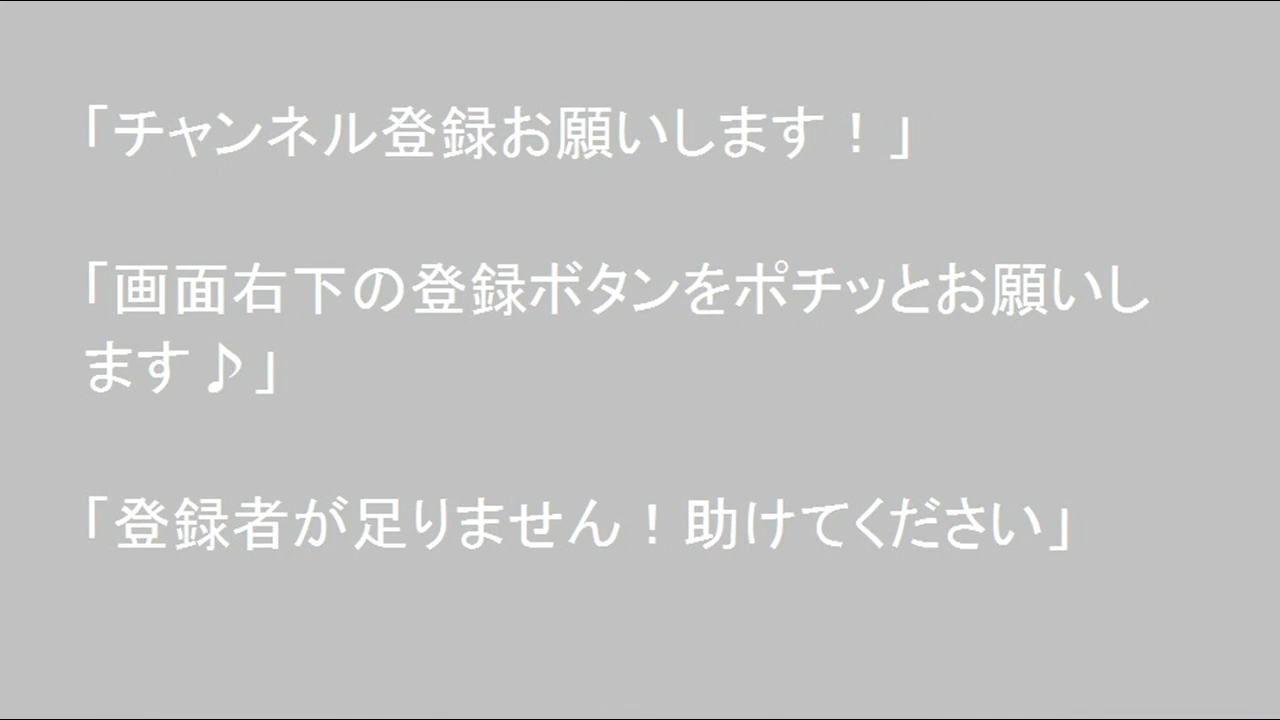 「チャンネル登録お願いします！」
「画面右下の登録ボタンをポチッとお願いし
ます♪」
「登録者が足りません！助けてください」